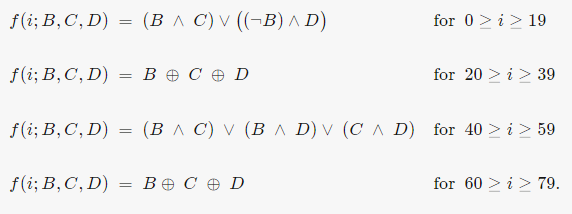 f(i;B,C,D) = (B ∧ C) ∨ ((¬B) ∧ D) for 0 ≥ i ≥ 19
f(i;B,C,D) = B ⊕ C ⊕ D for 20 ≥ i ≥ 39
f(i;B,C,D) = (B ∧ C) ∨ (B ∧ D) ∨ (C ∧ D) for 40 ≥ i ≥ 59
f(i;B,C,D) = B ⊕ C ⊕ D for 60 ≥ i ≥ 79.